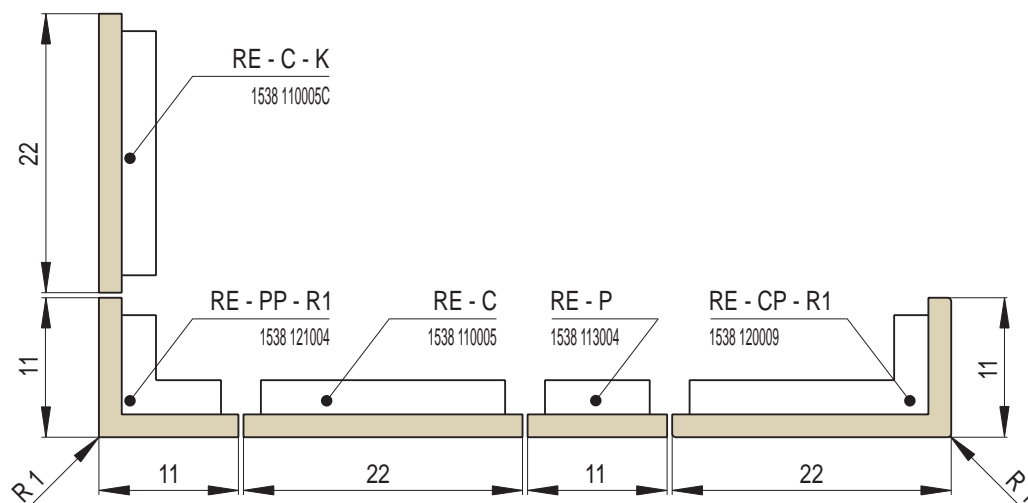 RE - C - K
1538 110005C
22
RE - PP - R1
1538 121004
RE - C
1538 110005
RE - P
1538 113004
RE - CP - R1
1538 120009
11
11
R 1
11
22
11
22
R